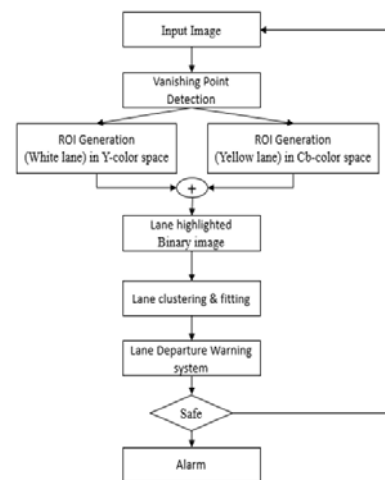 Input Image
Vanishing Point
Detection
ROI Generation
(White lane) in Y-color space
ROI Generation
(Yellow lane) in Cb-color space
+
Lane highlighted
Binary image
Lane clustering & fitting
Lane Departure Warning
system
Safe
Alarm